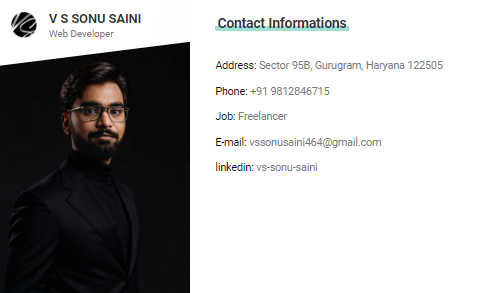 V S SONU SAINI
Web Developer
Contact Informations
Address: Sector 95B, Gurugram, Haryana 122505
Phone: +91 9812846715
Job: Freelancer
E-mail: vssonusaini464@gmail.com
linkedin: vs-sonu-saini